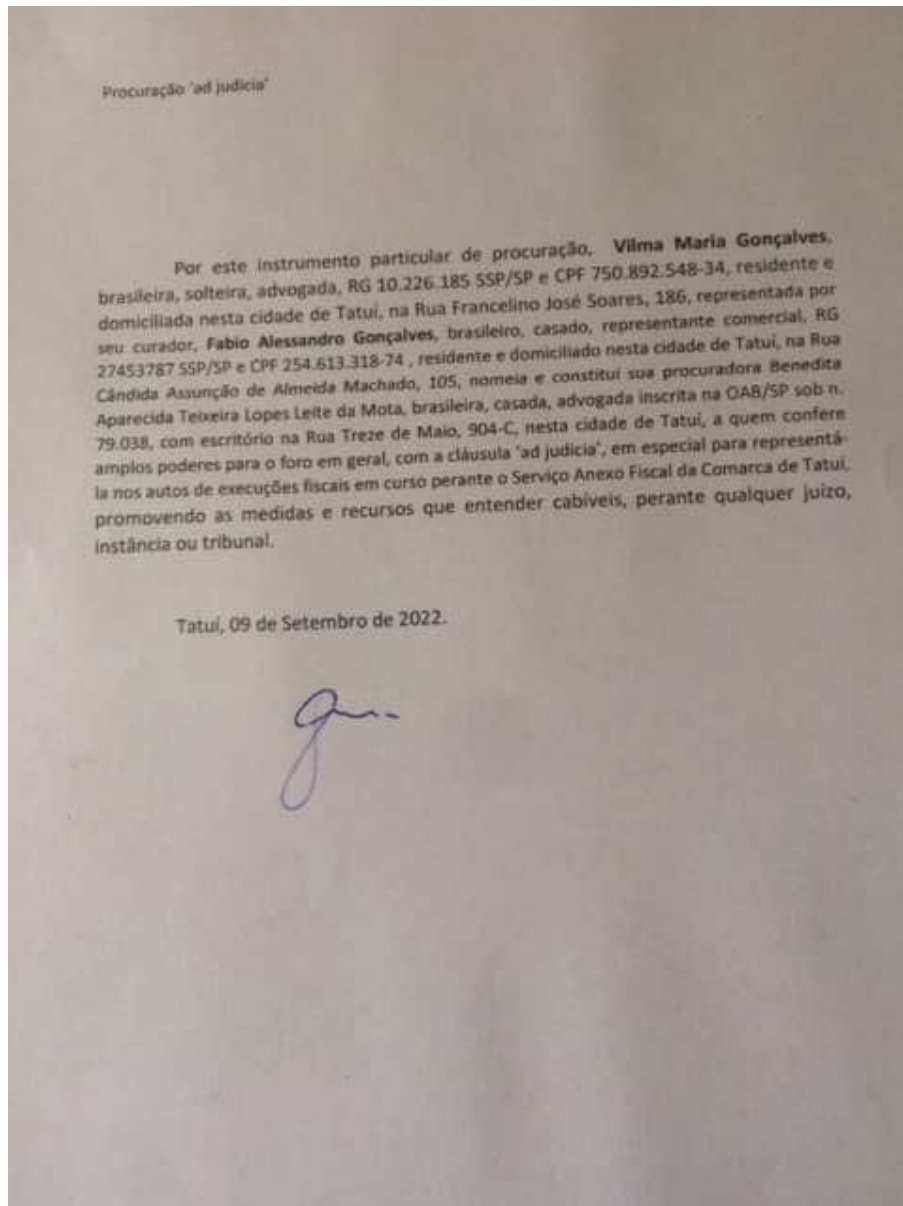 Procuração 'ad judicia'
Por este instrumento particular de procuração, Vilma Maria Gonçalves,
brasileira, solteira, advogada, RG 10.226.185 SSP/SP e CPF 750.892.548-34, residente e
domiciliada nesta cidade de Tatuí, na Rua Francelino José Soares, 186, representada por
seu curador, Fabio Alessandro Gonçalves, brasileiro, casado, representante comercial, RG
27453787 SSP/SP e CPF 254.613.318-74 , residente e domiciliado nesta cidade de Tatuí, na Rua
Cândida Assunção de Almeida Machado, 105, nomeia e constitui sua procuradora Benedita
Aparecida Teixeira Lopes Leite da Mota, brasileira, casada, advogada inscrita na OAB/SP sob n.
79.038, com escritório na Rua Treze de Maio, 904-C, nesta cidade de Tatuí, a quem confere
amplos poderes para o foro em geral, com a cláusula 'ad judicia', em especial para representá-
la nos autos de execuções fiscais em curso perante o Serviço Anexo Fiscal da Comarca de Tatuí,
promovendo as medidas e recursos que entender cabíveis, perante qualquer juízo,
instância ou tribunal.
Tatuí, 09 de Setembro de 2022.